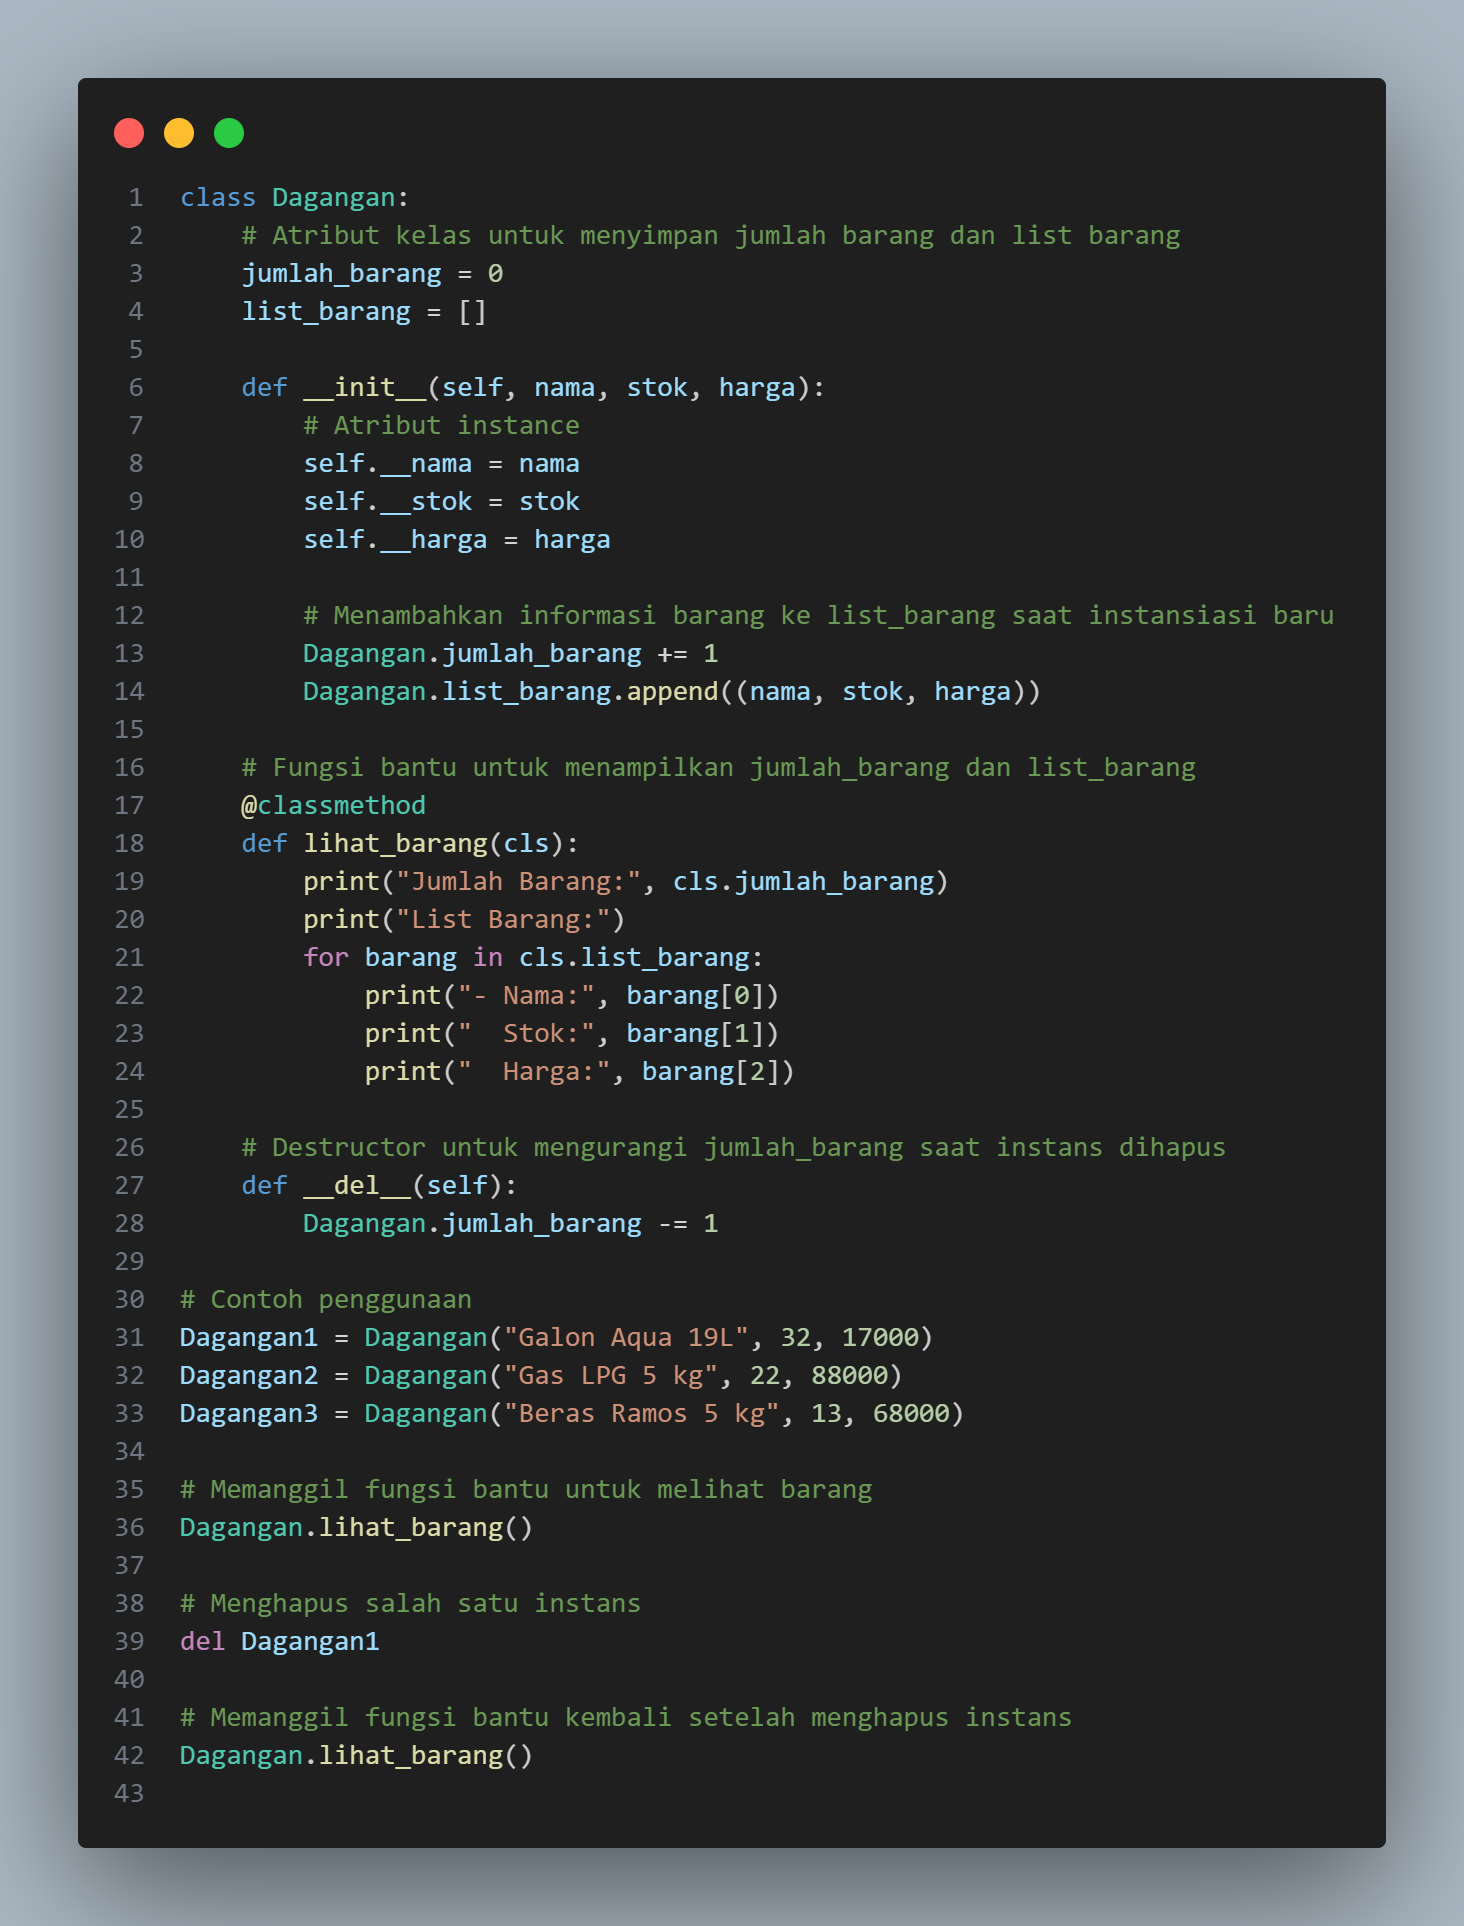 1 class Dagangan:
2     # Atribut kelas untuk menyimpan jumlah barang dan list barang
3     jumlah_barang = 0
4     list_barang = []
5
6     def __init__(self, nama, stok, harga):
7         # Atribut instance
8         self.__nama = nama
9         self.__stok = stok
10         self.__harga = harga
11
12         # Menambahkan informasi barang ke list_barang saat instansiasi baru
13         Dagangan.jumlah_barang += 1
14         Dagangan.list_barang.append((nama, stok, harga))
15
16     # Fungsi bantu untuk menampilkan jumlah_barang dan list_barang
17     @classmethod
18     def lihat_barang(cls):
19         print("Jumlah Barang:", cls.jumlah_barang)
20         print("List Barang:")
21         for barang in cls.list_barang:
22             print("- Nama:", barang[0])
23             print("  Stok:", barang[1])
24             print("  Harga:", barang[2])
25
26     # Destructor untuk mengurangi jumlah_barang saat instans dihapus
27     def __del__(self):
28         Dagangan.jumlah_barang -= 1
29
30 # Contoh penggunaan
31 Dagangan1 = Dagangan("Galon Aqua 19L", 32, 17000)
32 Dagangan2 = Dagangan("Gas LPG 5 kg", 22, 88000)
33 Dagangan3 = Dagangan("Beras Ramos 5 kg", 13, 68000)
34
35 # Memanggil fungsi bantu untuk melihat barang
36 Dagangan.lihat_barang()
37
38 # Menghapus salah satu instans
39 del Dagangan1
40
41 # Memanggil fungsi bantu kembali setelah menghapus instans
42 Dagangan.lihat_barang()
43